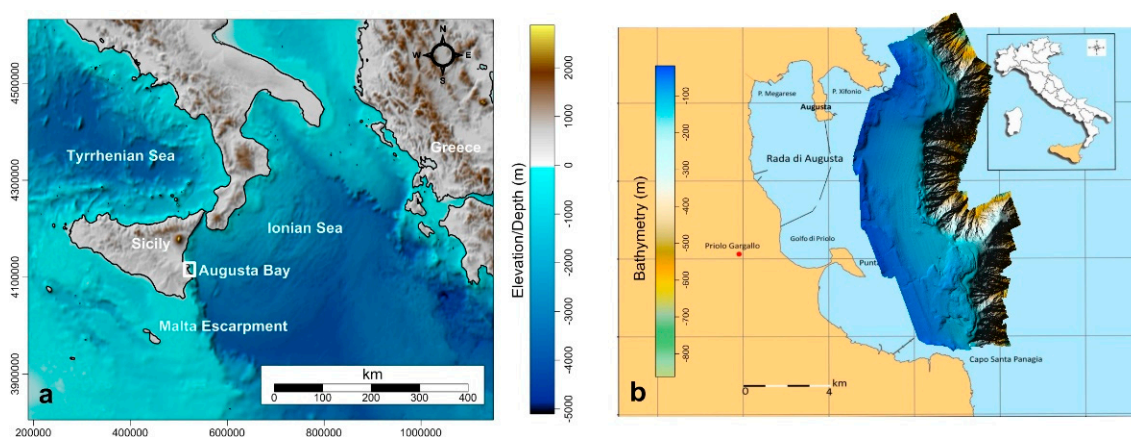 N
W E
S
4500000
4300000
4100000
3900000
Tyrrhenian Sea
Greece
Ionian Sea
Sicily
Augusta Bay
Malta Escarpment
km
0 100 200 300 400
a
200000 400000 600000 800000 1000000
2000
1000
0
-1000
-2000
-3000
-4000
-5000
Elevation/Depth (m)
-100
-200
-300
-400
-500
-600
-700
-800
Bathymetry (m)
P. Megarese
P. Xifonio
Augusta
Rada di Augusta
Golfo di Priolo
Priolo Gargallo
Punta
Capo Santa Panagia
0 4
km
b